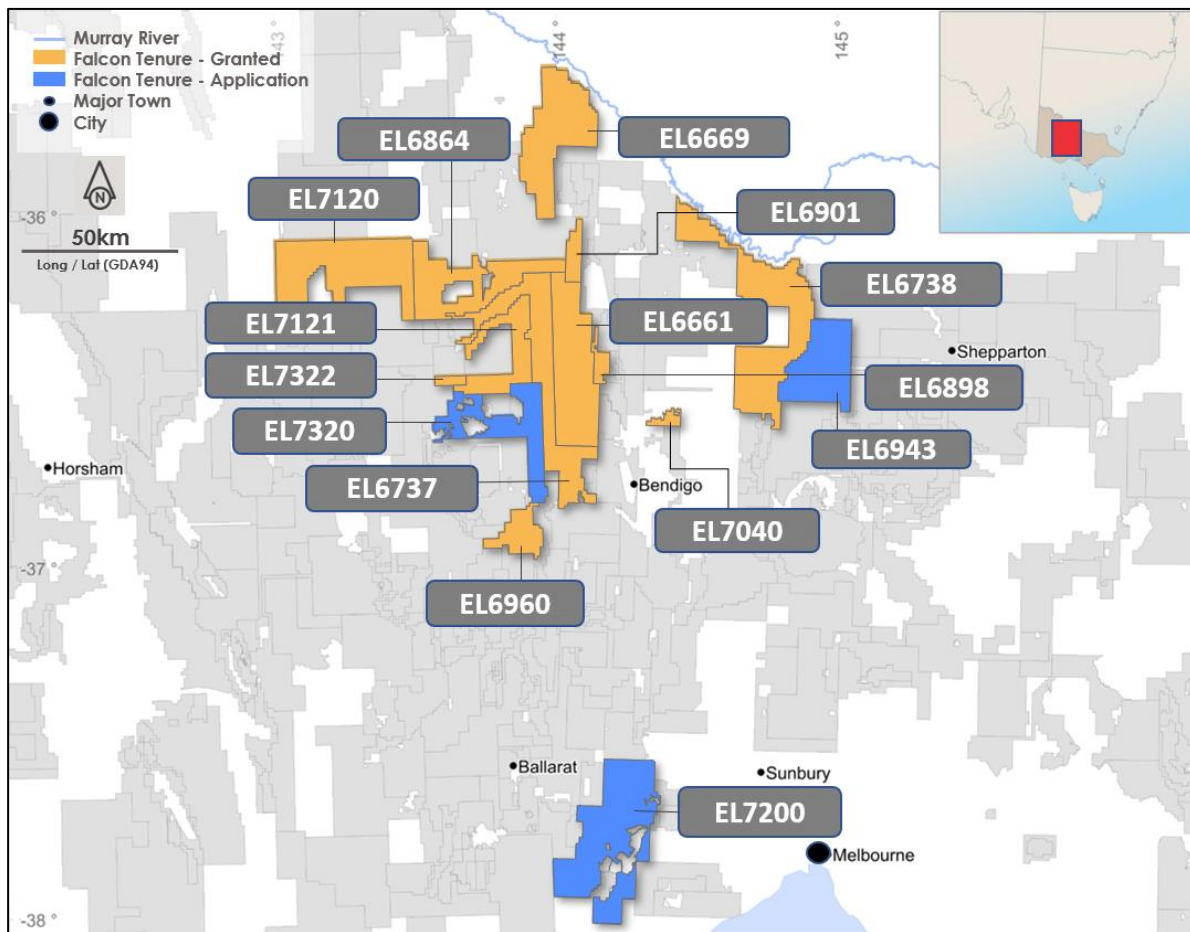 Murray River
Falcon Tenure - Granted
Falcon Tenure - Application
Major Town
City
N
50km
Long / Lat (GDA94)
143 °
144 °
145 °
-36 °
-37 °
-38 °
EL6864
EL6669
EL7120
EL6901
EL6738
EL7121
EL6661
Shepparton
EL7322
EL6898
EL7320
EL6943
Horsham
EL6737
Bendigo
EL7040
EL6960
Ballarat
Sunbury
EL7200
Melbourne